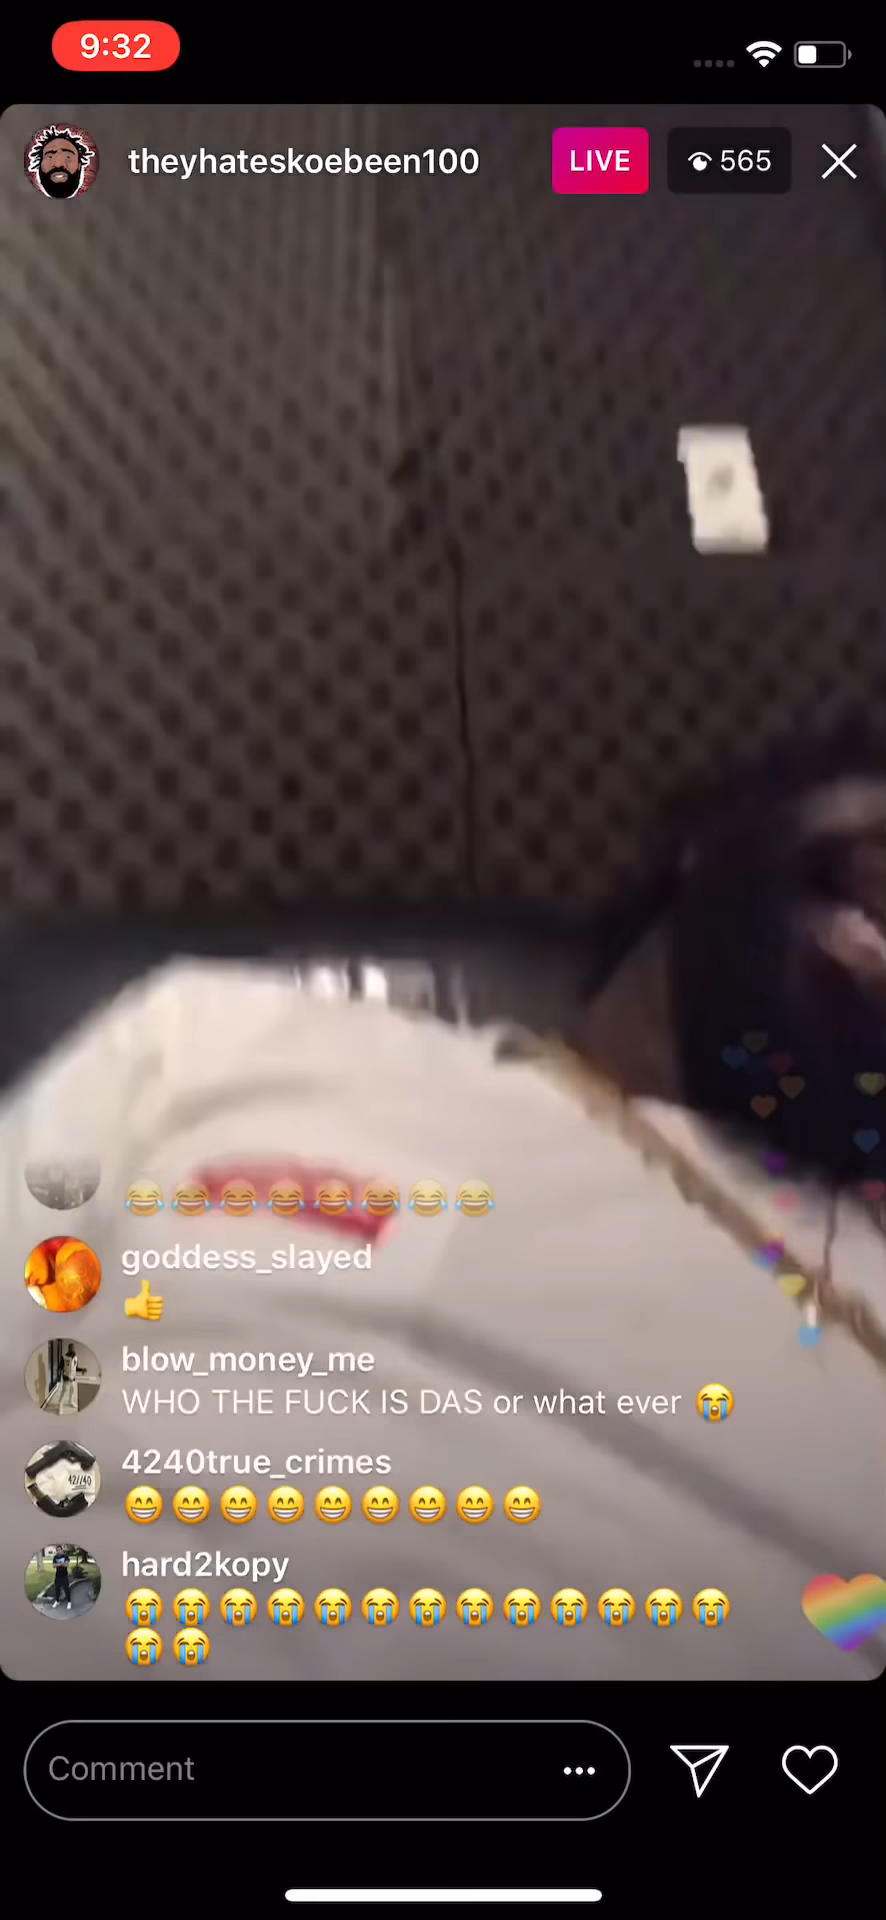 9:32
theyhateskoebeen100
LIVE
565
😂😂😂😂😂😂😂😂
goddess_slayed
👍
blow_money_me
WHO THE FUCK IS DAS or what ever 😭
4240true_crimes
😁😁😁😁😁😁😁😁😁
hard2kopy
😭😭😭😭😭😭😭😭😭😭😭😭😭
😭😭
Comment